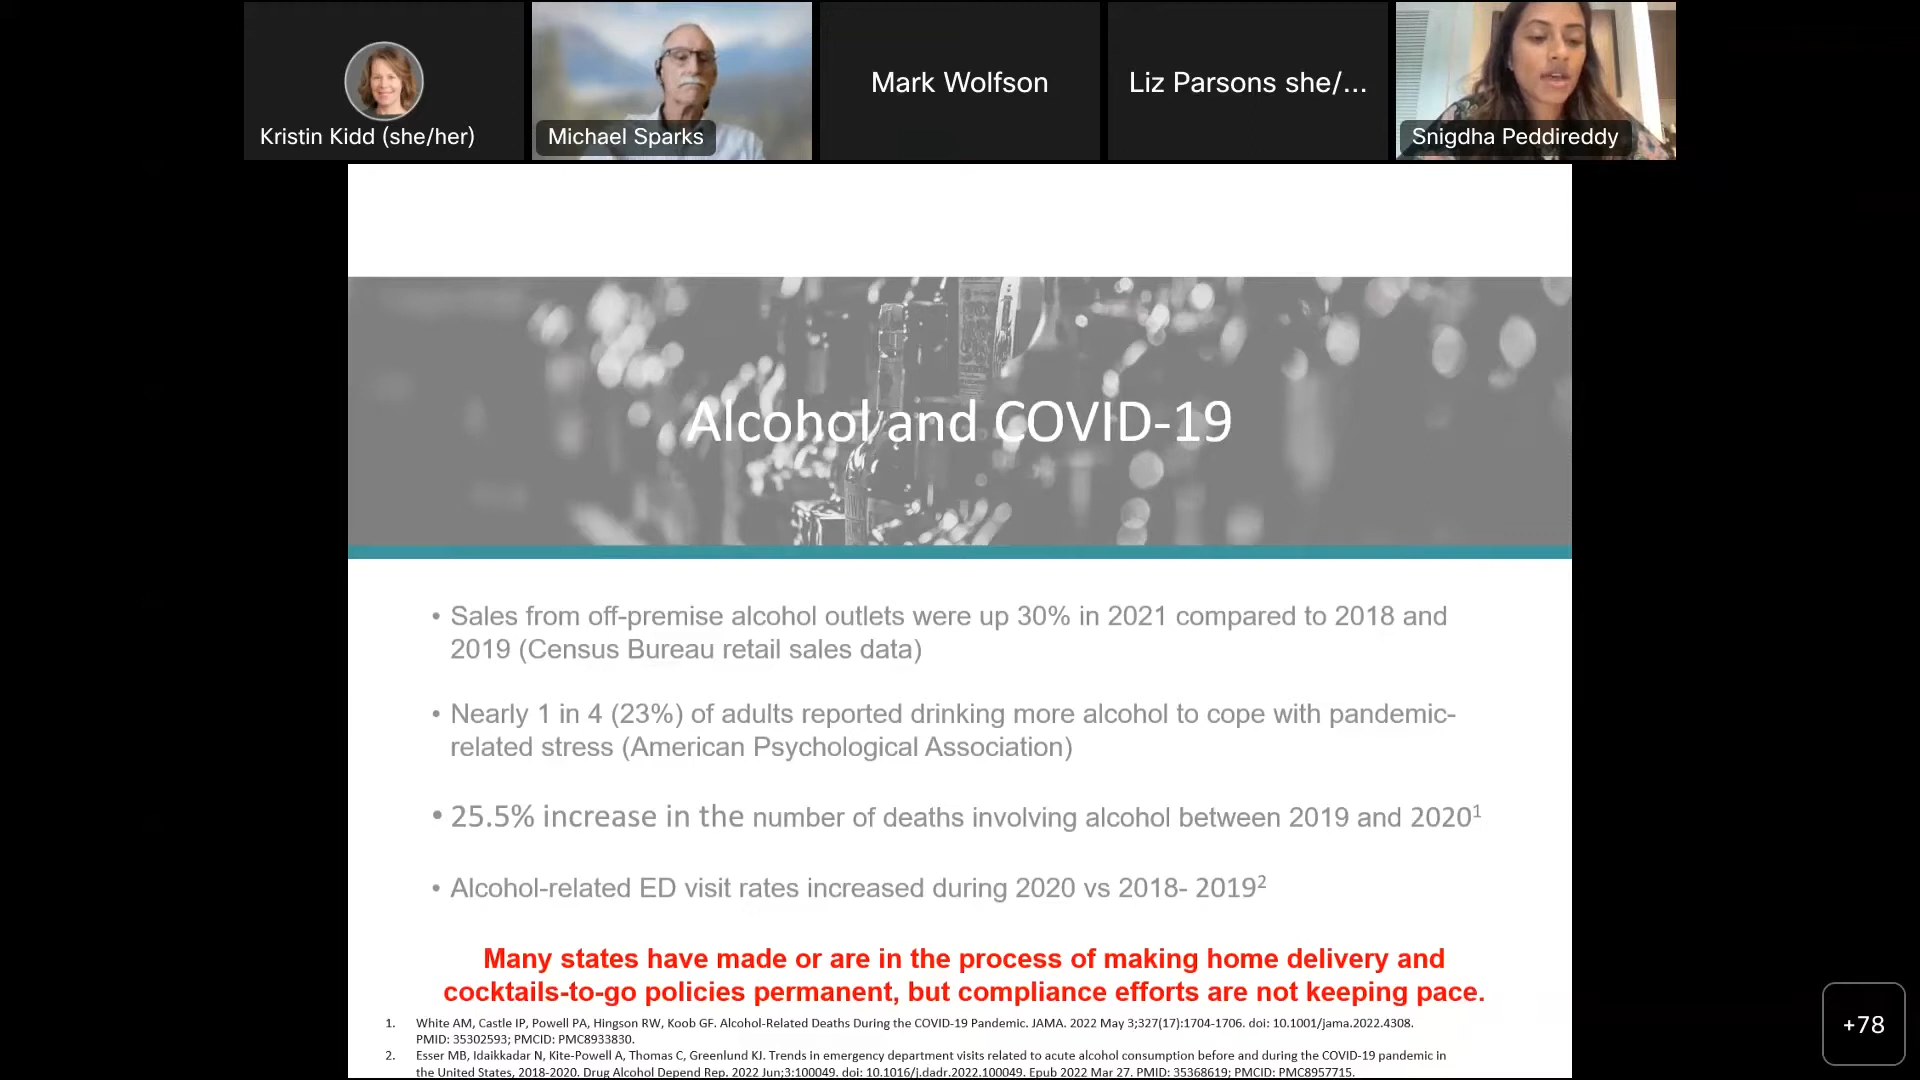 Kristin Kidd (she/her)
Michael Sparks
Mark Wolfson
Liz Parsons she/...
Snigdha Peddireddy
Alcohol and COVID-19
• Sales from off-premise alcohol outlets were up 30% in 2021 compared to 2018 and
2019 (Census Bureau retail sales data)
• Nearly 1 in 4 (23%) of adults reported drinking more alcohol to cope with pandemic-
related stress (American Psychological Association)
• 25.5% increase in the number of deaths involving alcohol between 2019 and 2020¹
• Alcohol-related ED visit rates increased during 2020 vs 2018- 2019²
Many states have made or are in the process of making home delivery and
cocktails-to-go policies permanent, but compliance efforts are not keeping pace.
1. White AM, Castle IP, Powell PA, Hingson RW, Koob GF. Alcohol-Related Deaths During the COVID-19 Pandemic. JAMA. 2022 May 3;327(17):1704-1706. doi: 10.1001/jama.2022.4308.
PMID: 35302593; PMCID: PMC8933830.
2. Esser MB, Idaikkadar N, Kite-Powell A, Thomas C, Greenlund KJ. Trends in emergency department visits related to acute alcohol consumption before and during the COVID-19 pandemic in
the United States, 2018-2020. Drug Alcohol Depend Rep. 2022 Jun;3:100049. doi: 10.1016/j.dadr.2022.100049. Epub 2022 Mar 27. PMID: 35368619; PMCID: PMC8957715.
+78